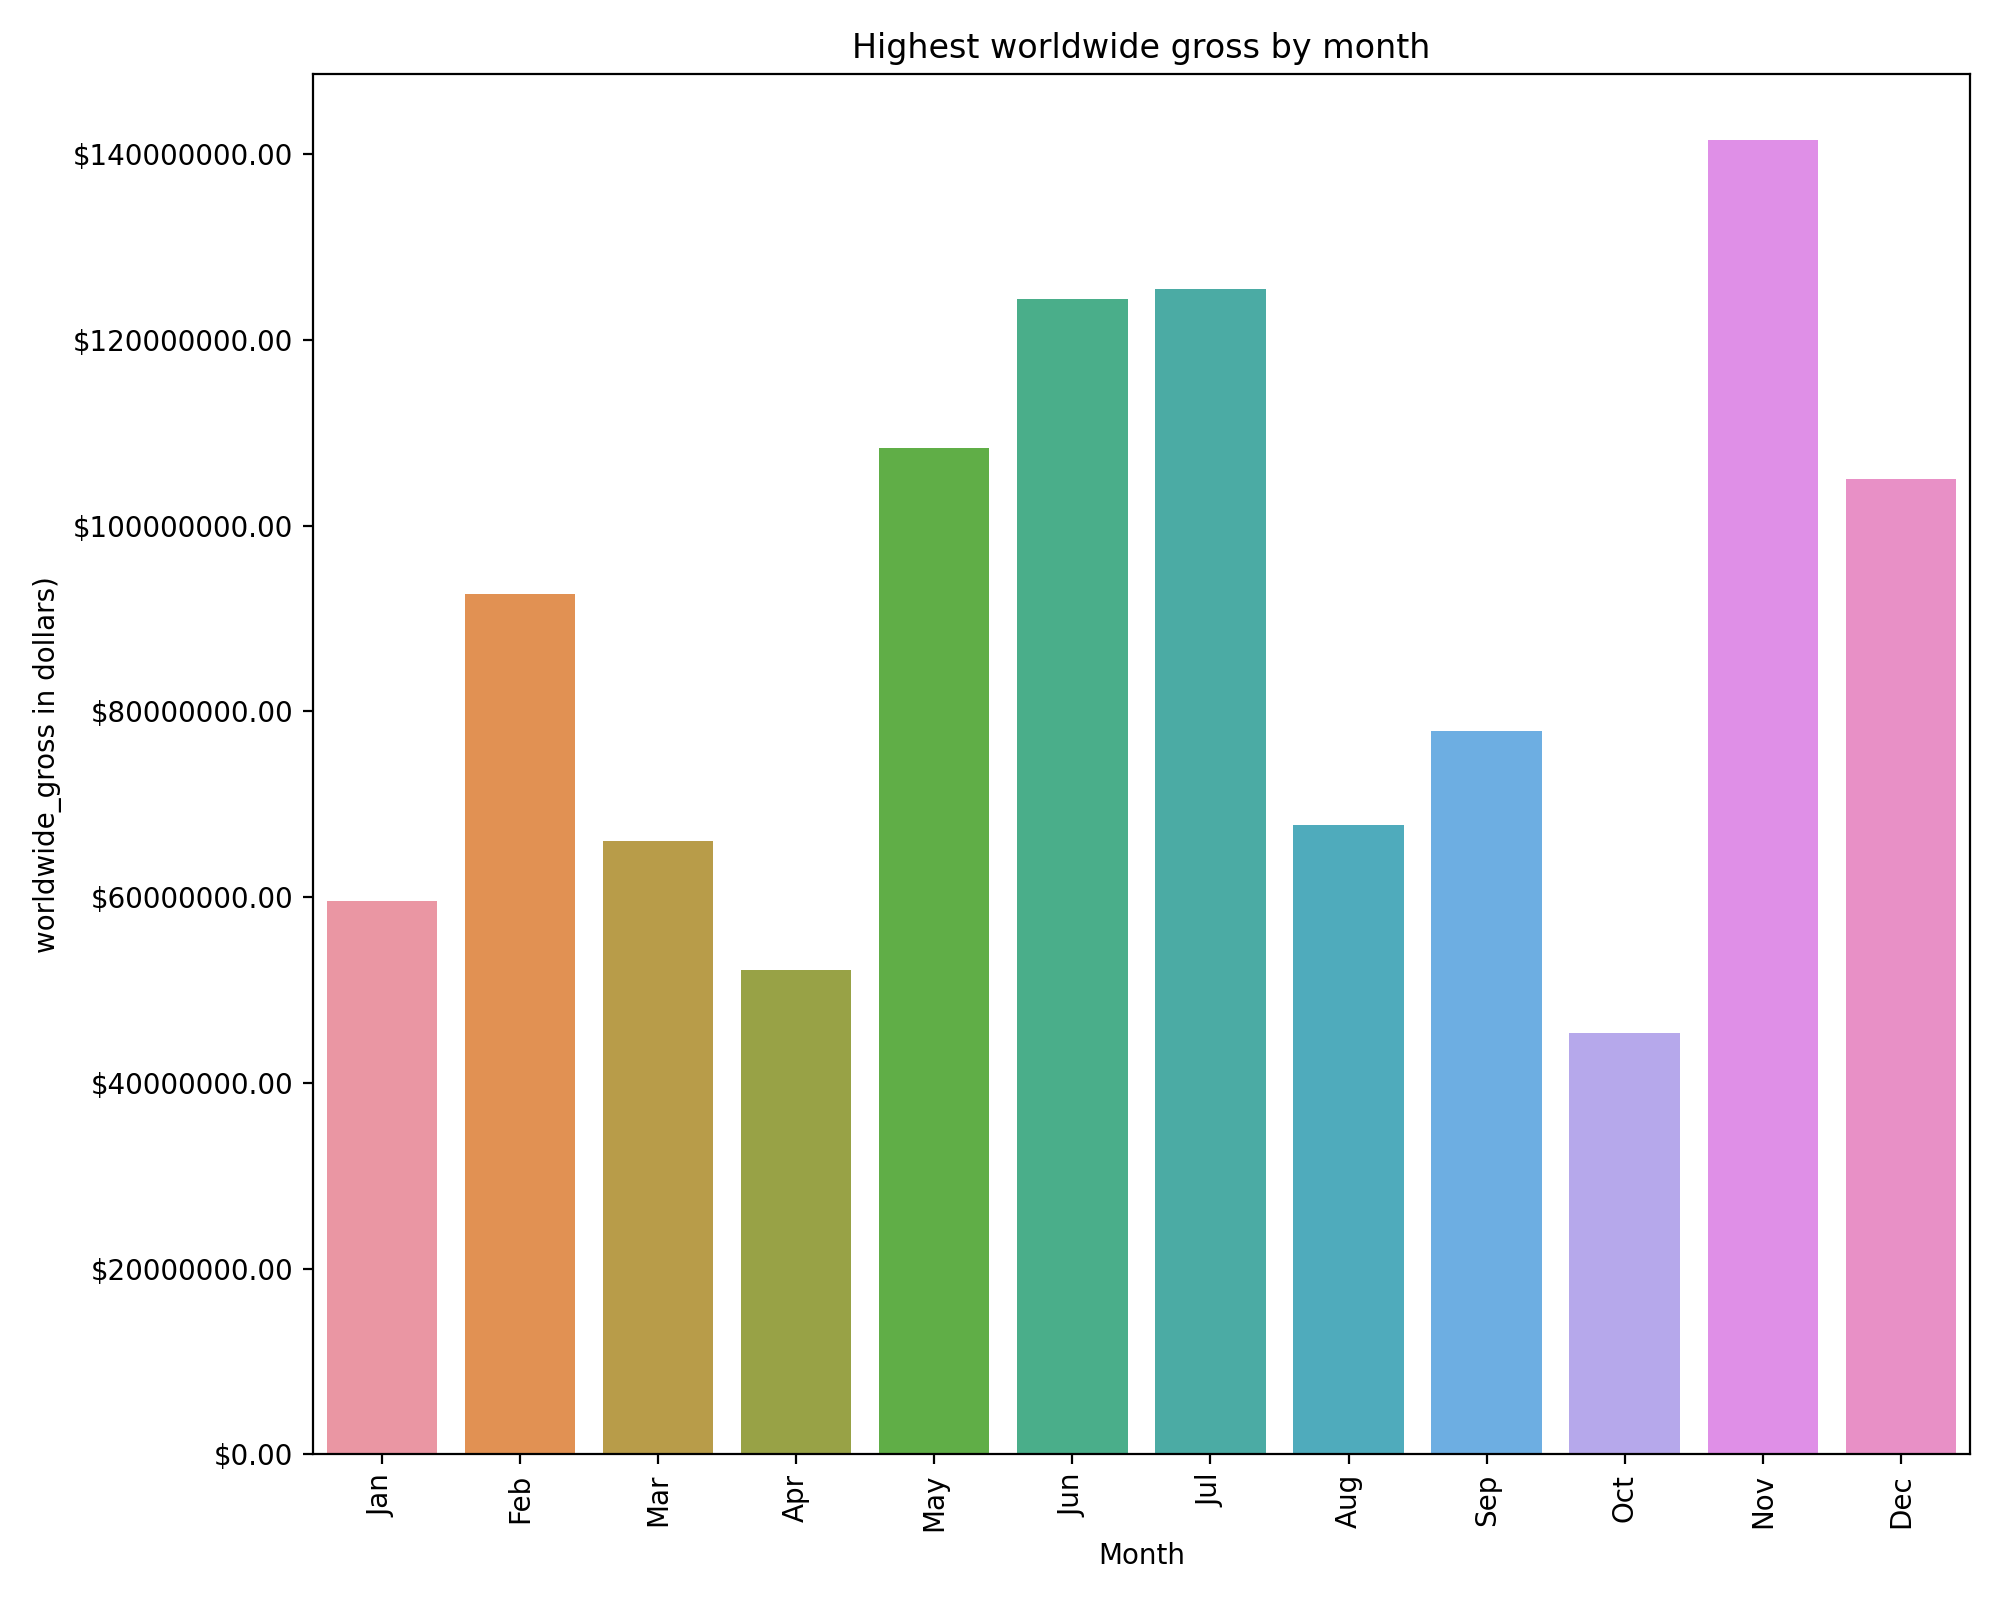 Highest worldwide gross by month
$140000000.00
$120000000.00
$100000000.00
$80000000.00
$60000000.00
$40000000.00
$20000000.00
$0.00
worldwide_gross in dollars)
Jan
Feb
Mar
Apr
May
Jun
Jul
Aug
Sep
Oct
Nov
Dec
Month